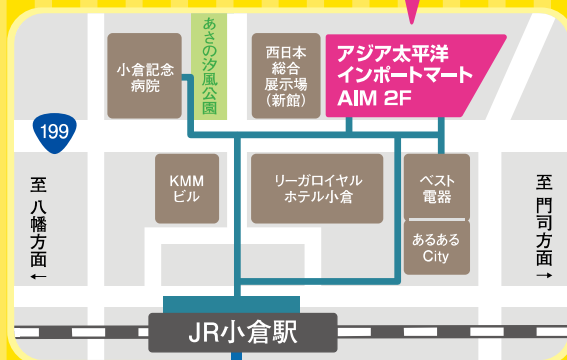 あさの汐風公園
小倉記念
病院
西日本
総合
展示場
(新館)
アジア太平洋
インポートマート
AIM 2F
199
KMM
ビル
リーガロイヤル
ホテル小倉
ベスト
電器
あるある
City
至 八幡方面
←
至 門司方面
→
JR小倉駅